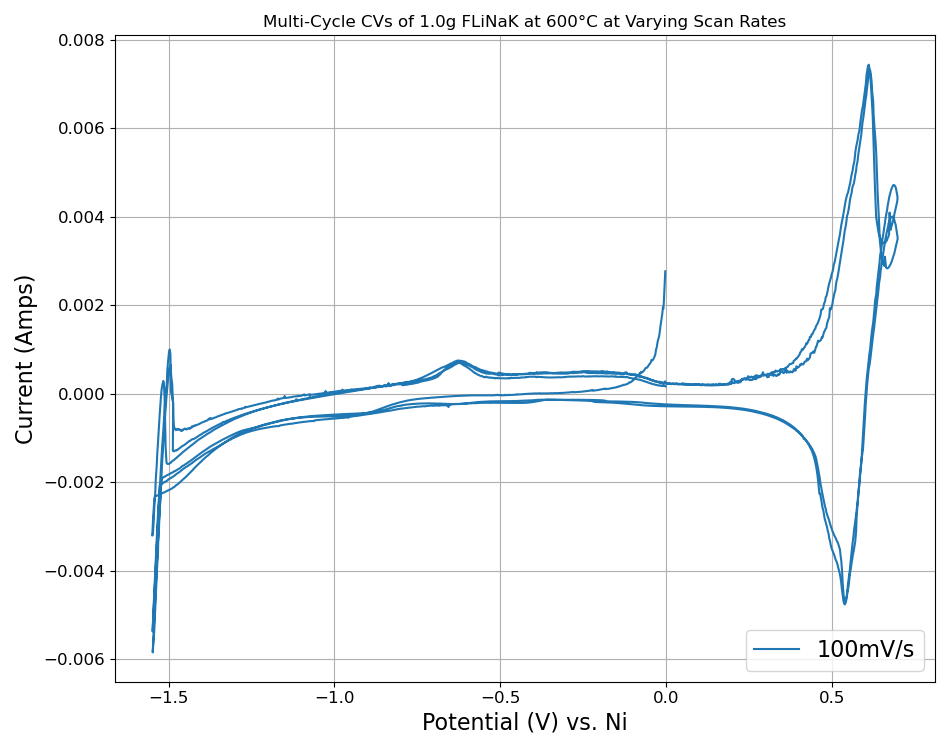 Multi-Cycle CVs of 1.0g FLiNaK at 600°C at Varying Scan Rates
0.008
0.006
0.004
0.002
0.000
−0.002
−0.004
−0.006
Current (Amps)
100mV/s
−1.5 −1.0 −0.5 0.0 0.5
Potential (V) vs. Ni